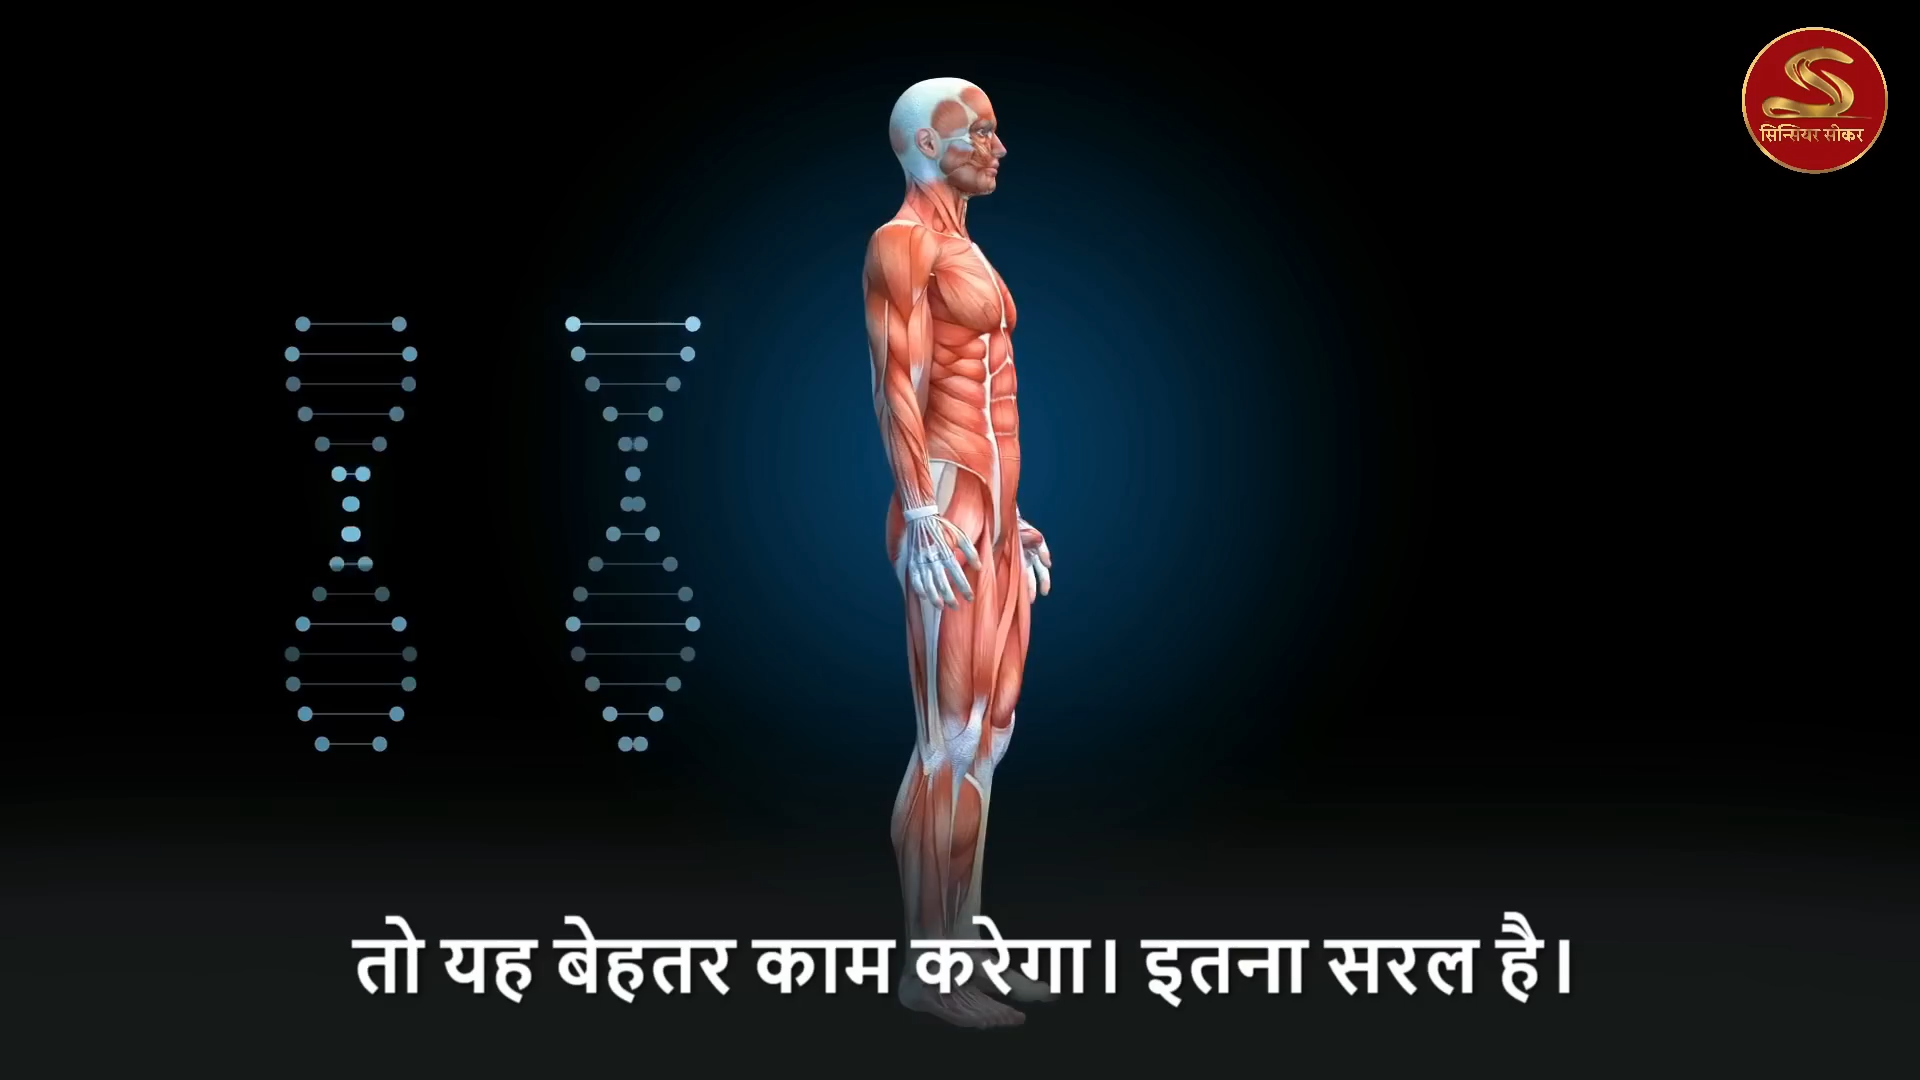 सिन्सियर सीकर
तो यह बेहतर काम करेगा। इतना सरल है।